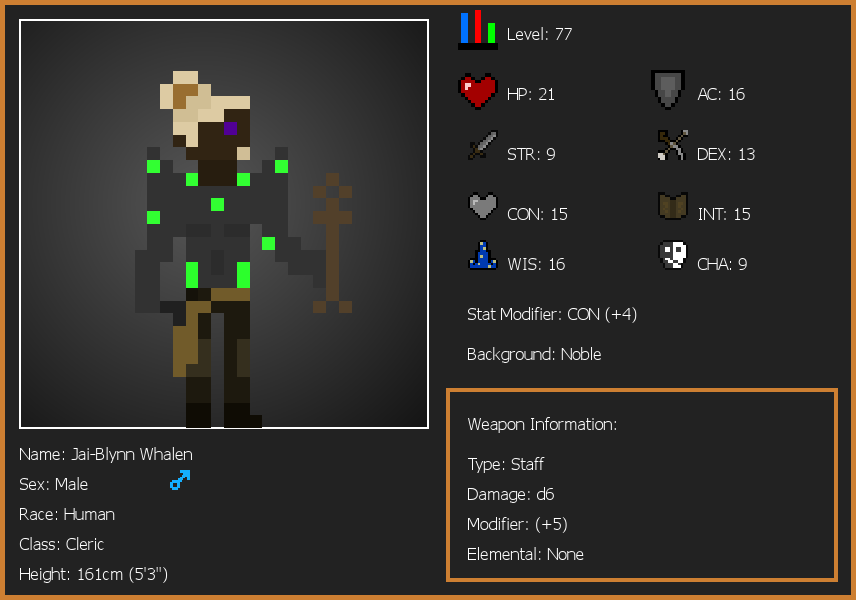 Level: 77
HP: 21
AC: 16
STR: 9
DEX: 13
CON: 15
INT: 15
WIS: 16
CHA: 9
Stat Modifier: CON (+4)
Background: Noble
Weapon Information:
Type: Staff
Damage: d6
Modifier: (+5)
Elemental: None
Name: Jai-Blynn Whalen
Sex: Male
Race: Human
Class: Cleric
Height: 161cm (5'3")